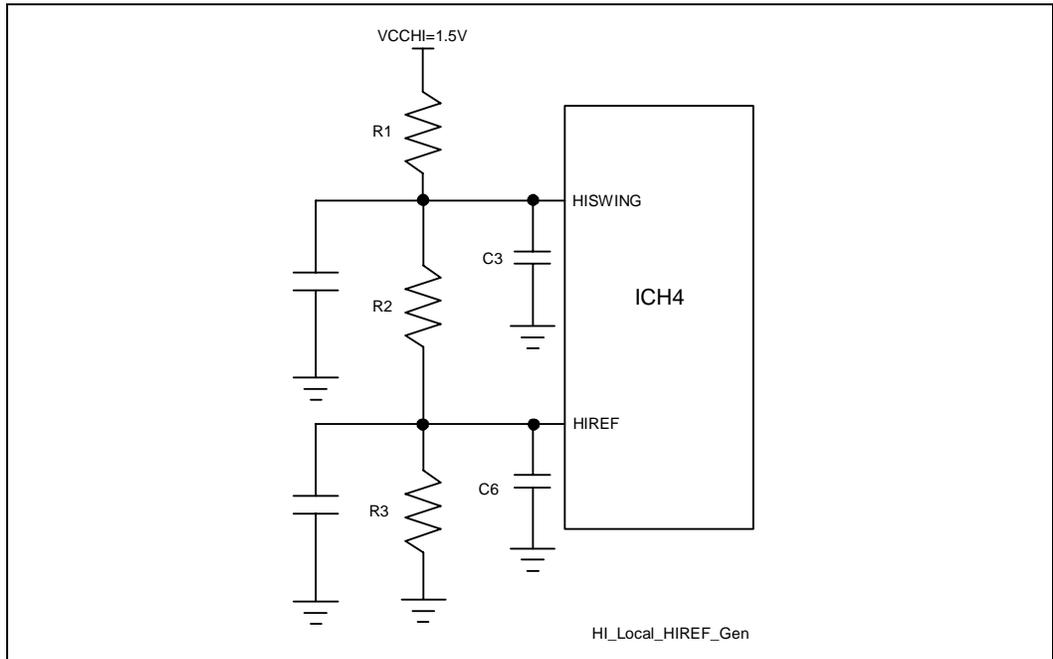 VCCHI=1.5V
R1
HISWING
C3
R2
ICH4
HIREF
C6
R3
HI_Local_HIREF_Gen